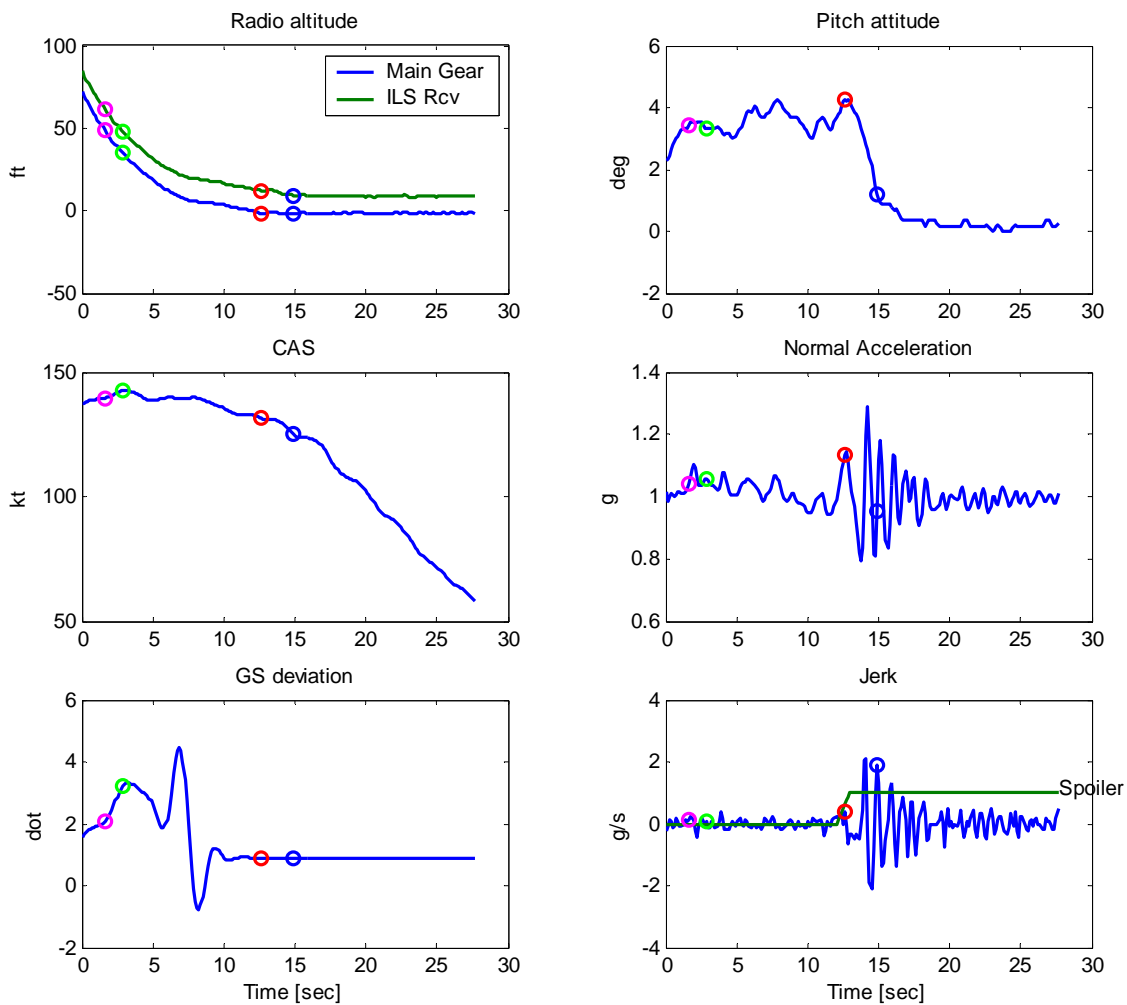 Radio altitude
100
50
0
-50
ft
Main Gear
ILS Rcv
0 5 10 15 20 25 30
Pitch attitude
6
4
2
0
-2
deg
0 5 10 15 20 25 30
CAS
150
100
50
kt
0 5 10 15 20 25 30
Normal Acceleration
1.4
1.2
1
0.8
0.6
g
0 5 10 15 20 25 30
GS deviation
6
4
2
0
-2
dot
0 5 10 15 20 25 30
Time [sec]
Jerk
4
2
0
-2
-4
g/s
Spoiler
0 5 10 15 20 25 30
Time [sec]